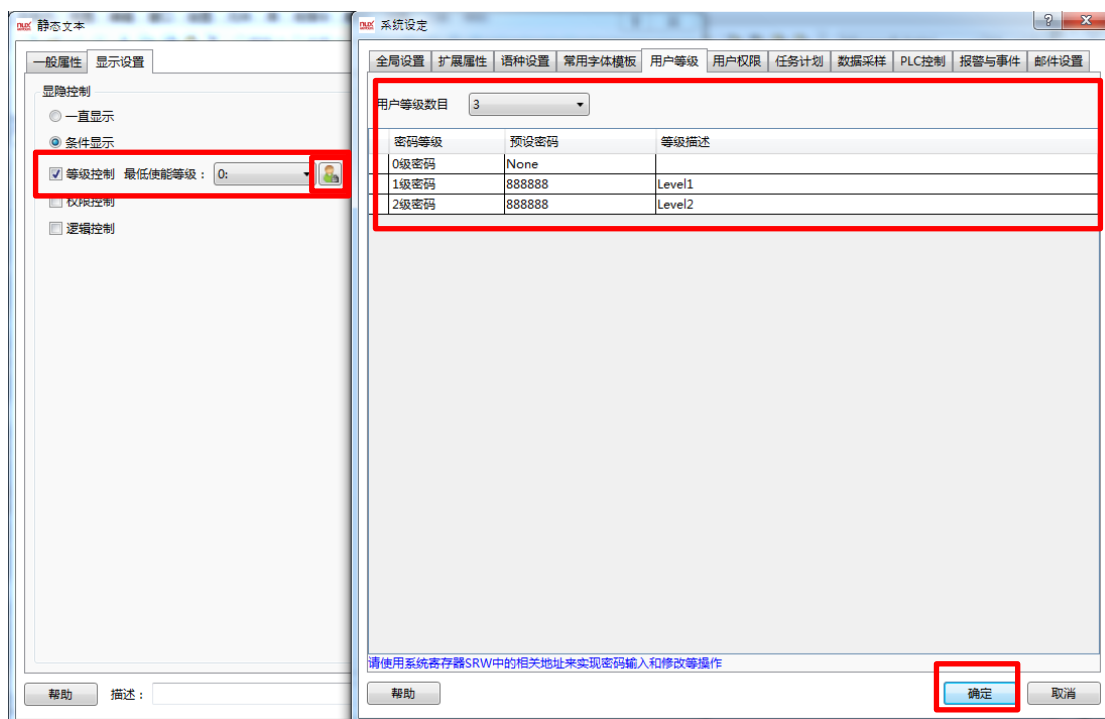 静态文本
一般属性 显示设置
显隐控制
一直显示
条件显示
等级控制 最低使能等级： 0:
权限控制
逻辑控制
帮助 描述：
系统设定
全局设置 扩展属性 语种设置 常用字体模板 用户等级 用户权限 任务计划 数据采样 PLC控制 报警与事件 邮件设置
用户等级数目 3
密码等级 预设密码 等级描述
0级密码 None
1级密码 888888 Level1
2级密码 888888 Level2
请使用系统寄存器SRW中的相关地址来实现密码输入和修改等操作
帮助 确定 取消